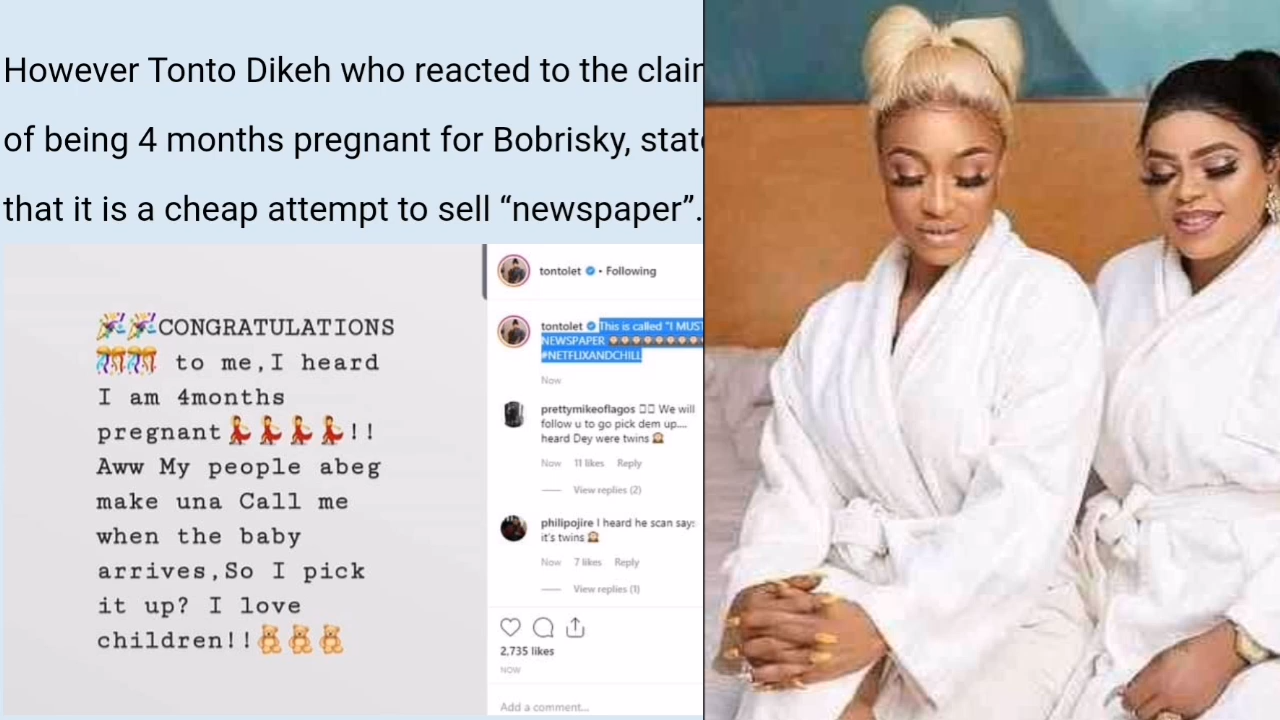 However Tonto Dikeh who reacted to the clai
of being 4 months pregnant for Bobrisky, stat
that it is a cheap attempt to sell “newspaper”.
🎉🎉CONGRATULATIONS
🎊🎊 to me,I heard
I am 4months
pregnant💃💃💃💃!!
Aww My people abeg
make una Call me
when the baby
arrives,So I pick
it up? I love
children!!🧸🧸🧸
tontolet • Following
tontolet This is called "I MUST
NEWSPAPER 🙊🙊🙊🙊🙊🙊🙊🙊
#NETFLIXANDCHILL
Now
prettymikeoflagos We will
follow u to go pick dem up....
heard Dey were twins 🙊
Now 11 likes Reply
View replies (2)
philipojire I heard he scan say
it's twins 🙊
Now 7 likes Reply
View replies (1)
2,735 likes
NOW
Add a comment...